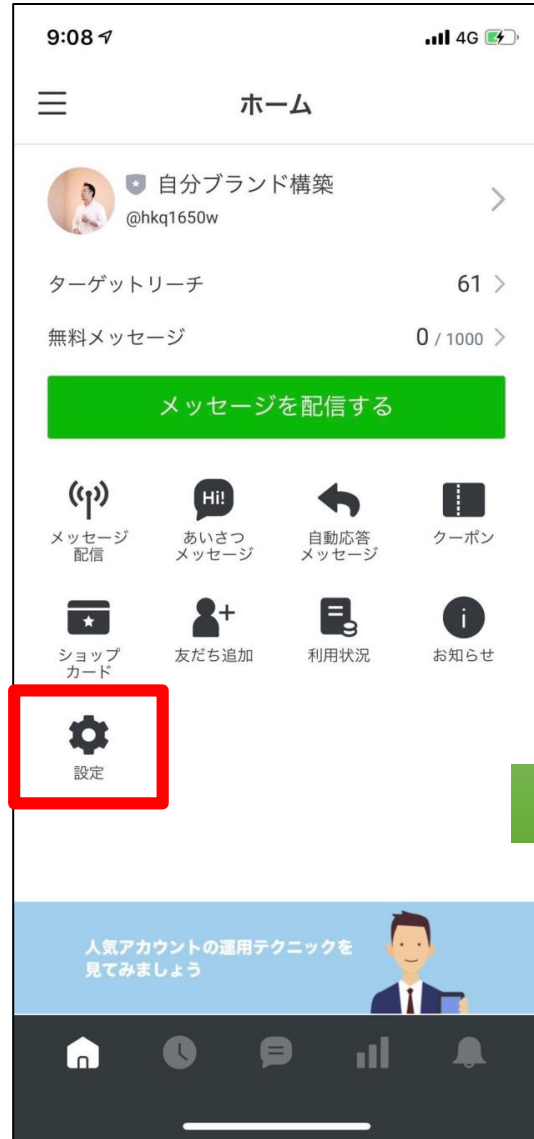 9:08 4G
ホーム
自分ブランド構築
@hkq1650w
ターゲットリーチ 61
無料メッセージ 0 / 1000
メッセージを配信する
Hi!
メッセージ
配信
あいさつ
メッセージ
自動応答
メッセージ
クーポン
ショップ
カード
友だち追加
利用状況
お知らせ
設定
人気アカウントの運用テクニックを
見てみましょう